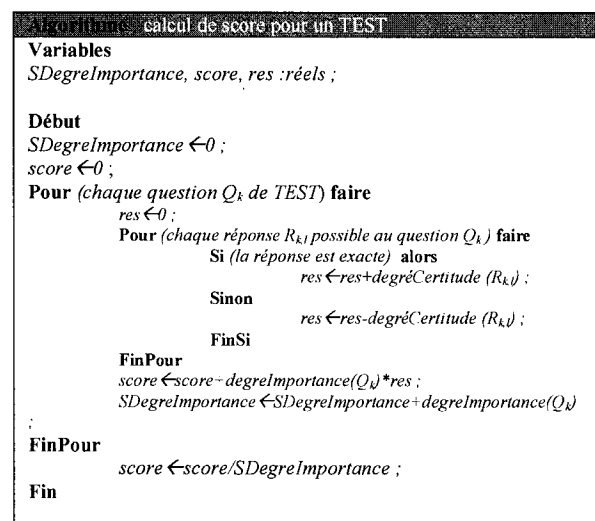 Algorithme calcul de score pour un TEST
Variables
SDegreImportance, score, res :réels ;
Début
SDegreImportance ←0 ;
score ←0 ;
Pour (chaque question Qk de TEST) faire
res←0 ;
Pour (chaque réponse Rk,l possible au question Qk ) faire
Si (la réponse est exacte) alors
res←res+degréCertitude (Rk,l) ;
Sinon
res←res-degréCertitude (Rk,l) ;
FinSi
FinPour
score←score+degreImportance(Qk)*res ;
SDegreImportance ←SDegreImportance+degreImportance(Qk)
;
FinPour
score←score/SDegreImportance ;
Fin